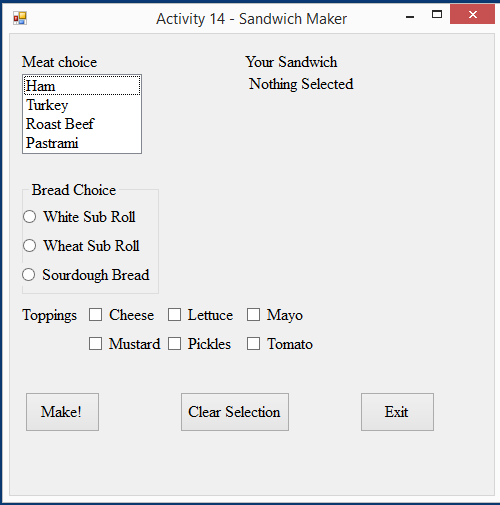 Activity 14 - Sandwich Maker
Meat choice
Your Sandwich
Nothing Selected
Ham
Turkey
Roast Beef
Pastrami
Bread Choice
White Sub Roll
Wheat Sub Roll
Sourdough Bread
Toppings Cheese Lettuce Mayo
Mustard Pickles Tomato
Make! Clear Selection Exit